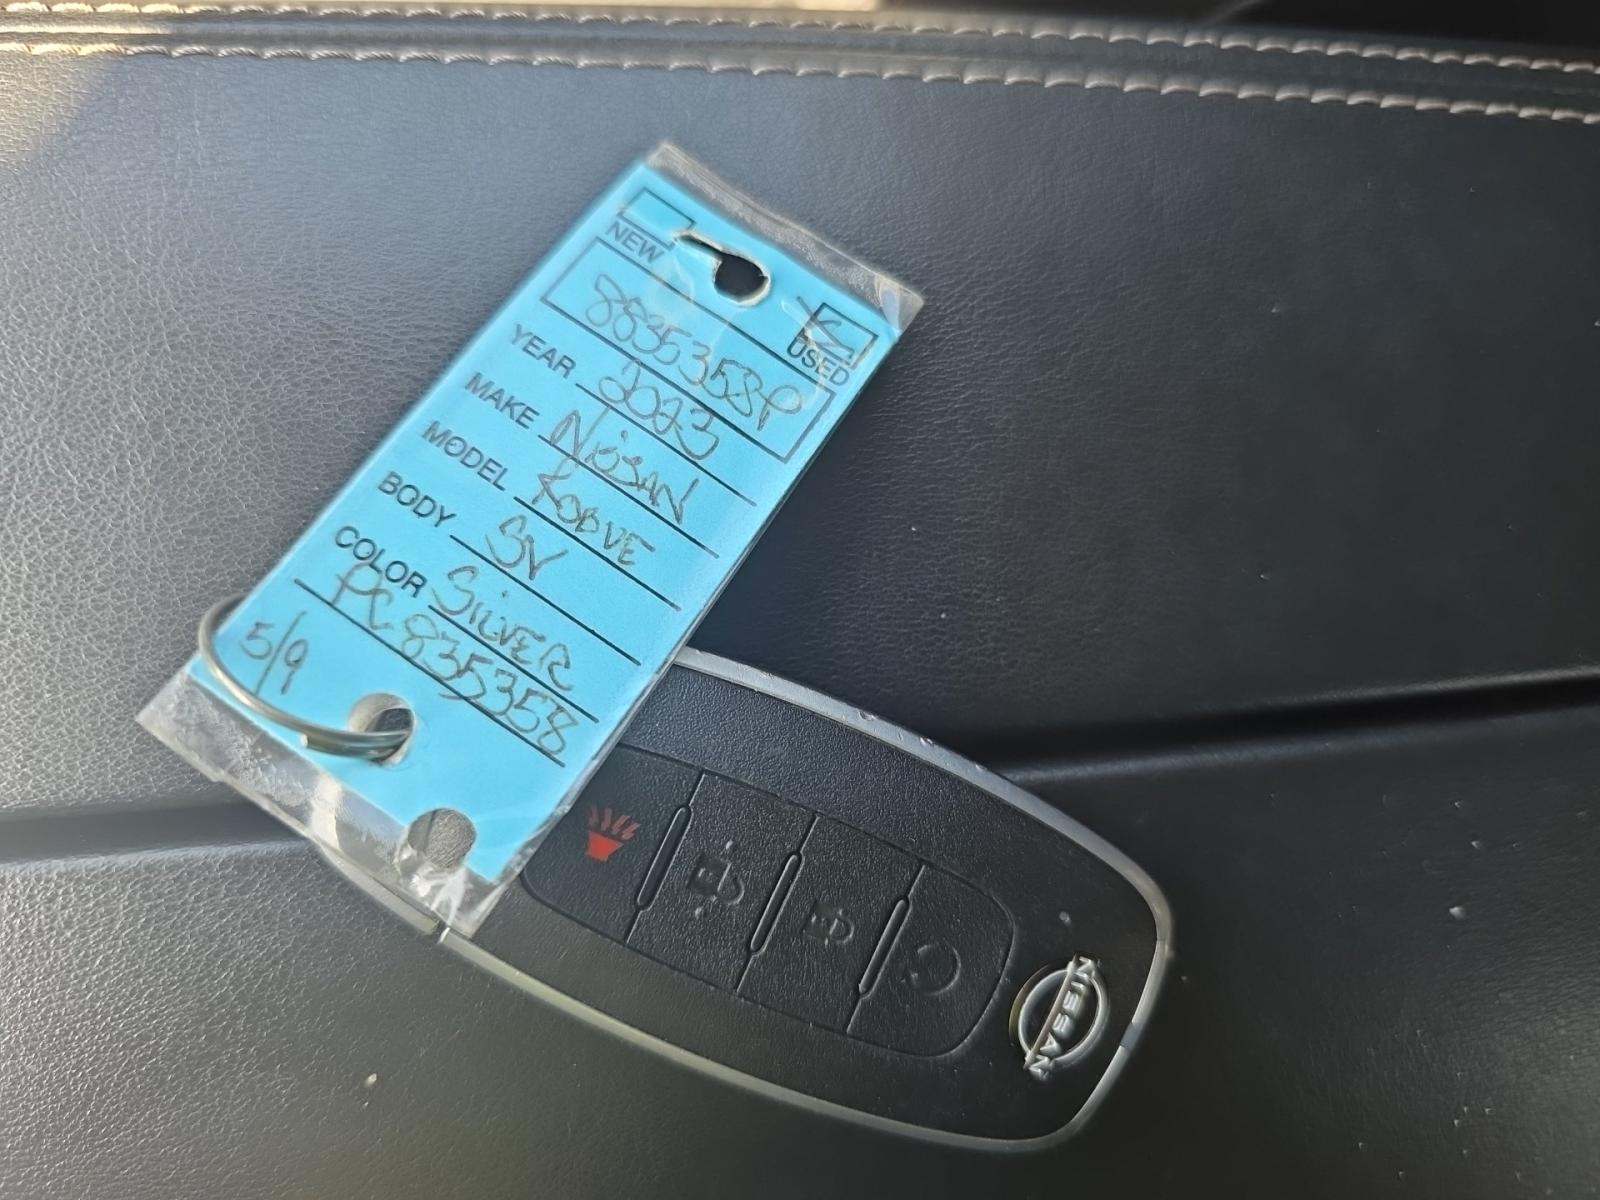 NEW
USED
8835358P
YEAR 2023
MAKE NISSAN
MODEL ROGUE
BODY SV
COLOR SILVER
PC835358
5/9
NISSAN